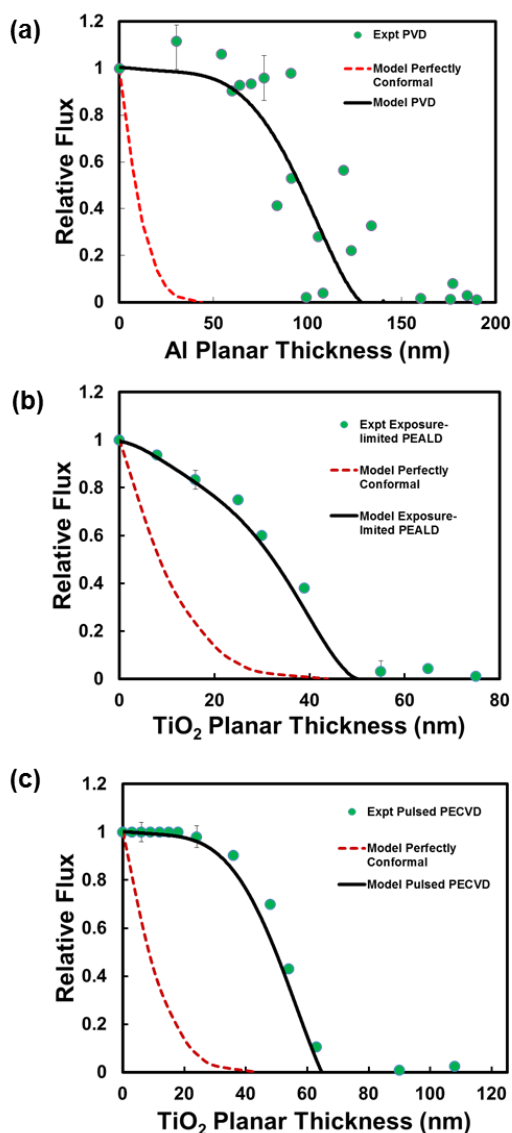 (a)
1.2
1
0.8
0.6
0.4
0.2
0
Relative Flux
Expt PVD
Model Perfectly
Conformal
Model PVD
0 50 100 150 200
Al Planar Thickness (nm)
(b)
1.2
1
0.8
0.6
0.4
0.2
0
Relative Flux
Expt Exposure-
limited PEALD
Model Perfectly
Conformal
Model Exposure-
limited PEALD
0 20 40 60 80
TiO₂ Planar Thickness (nm)
(c)
1.2
1
0.8
0.6
0.4
0.2
0
Relative Flux
Expt Pulsed PECVD
Model Perfectly
Conformal
Model Pulsed PECVD
0 20 40 60 80 100 120
TiO₂ Planar Thickness (nm)